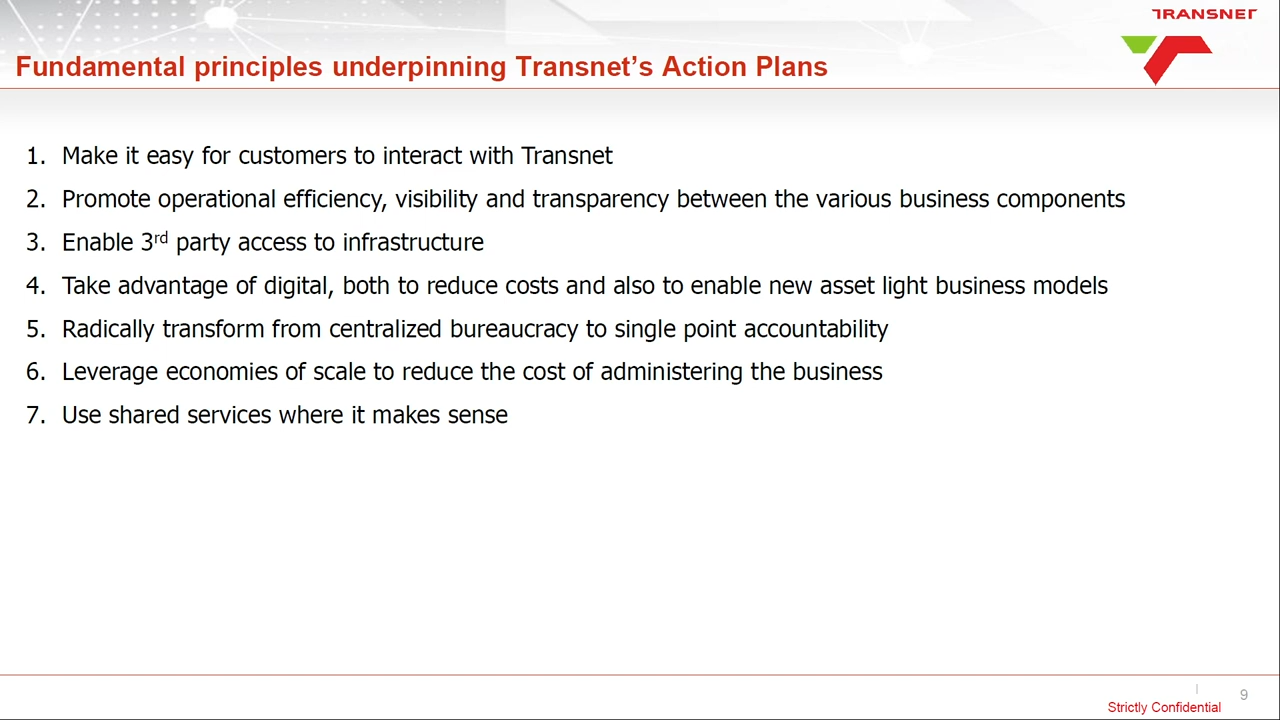 TRANSNET
Fundamental principles underpinning Transnet’s Action Plans
1. Make it easy for customers to interact with Transnet
2. Promote operational efficiency, visibility and transparency between the various business components
3. Enable 3rd party access to infrastructure
4. Take advantage of digital, both to reduce costs and also to enable new asset light business models
5. Radically transform from centralized bureaucracy to single point accountability
6. Leverage economies of scale to reduce the cost of administering the business
7. Use shared services where it makes sense
9
Strictly Confidential